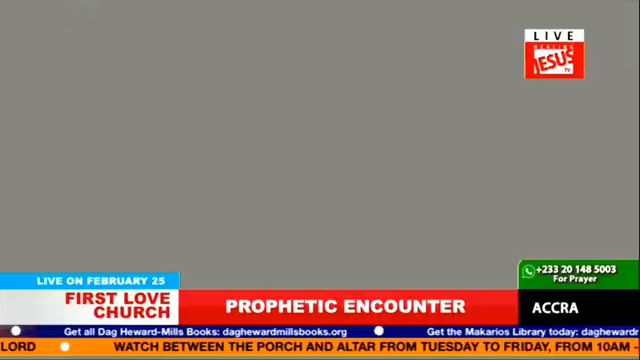 LIVE
HEALING
JESUS
TV
+233 20 148 5003
For Prayer
LIVE ON FEBRUARY 25
FIRST LOVE
CHURCH
PROPHETIC ENCOUNTER
ACCRA
Get all Dag Heward-Mills Books: daghewardmillsbooks.org
Get the Makarios Library today: daghewardmills
LORD
WATCH BETWEEN THE PORCH AND ALTAR FROM TUESDAY TO FRIDAY, FROM 10AM -